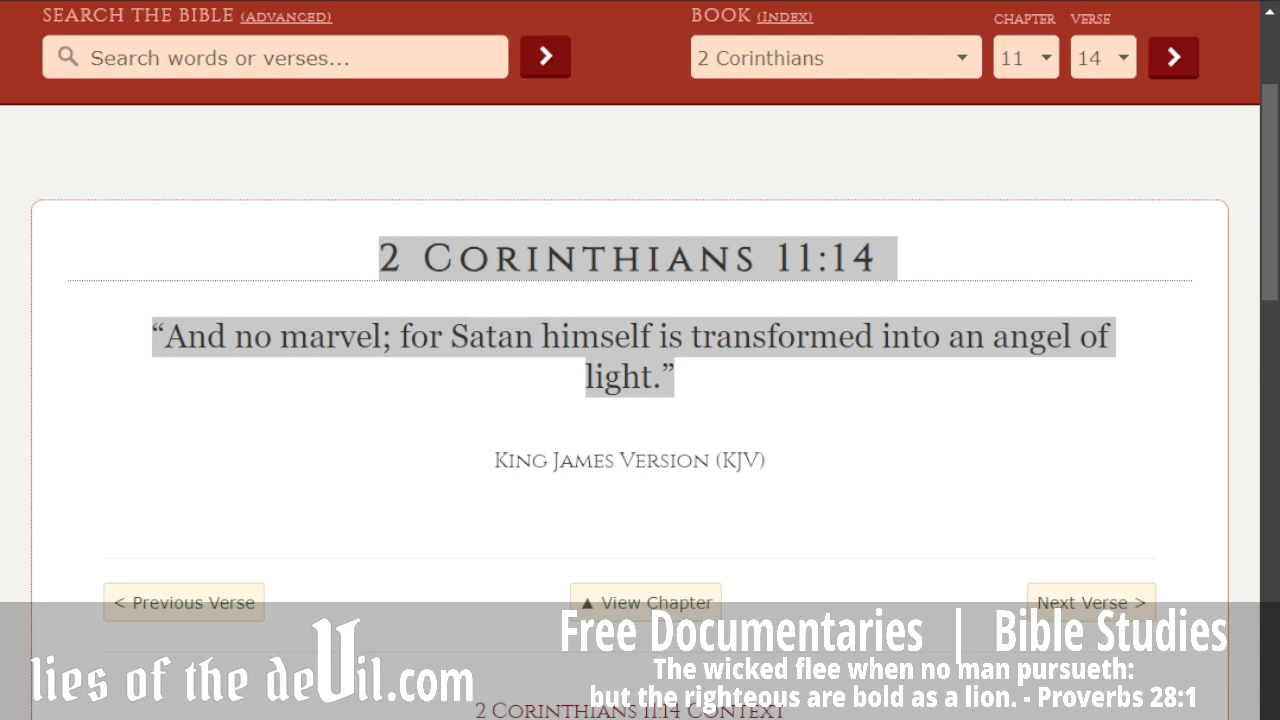 SEARCH THE BIBLE (ADVANCED)
BOOK (INDEX)
CHAPTER
VERSE
Search words or verses...
2 Corinthians
11
14
2 CORINTHIANS 11:14
“And no marvel; for Satan himself is transformed into an angel of
light.”
KING JAMES VERSION (KJV)
< Previous Verse
▲ View Chapter
Next Verse >
Free Documentaries | Bible Studies
The wicked flee when no man pursueth:
but the righteous are bold as a lion. - Proverbs 28:1
lies of the deUil.com
2 CORINTHIANS 11:14 CONTEXT